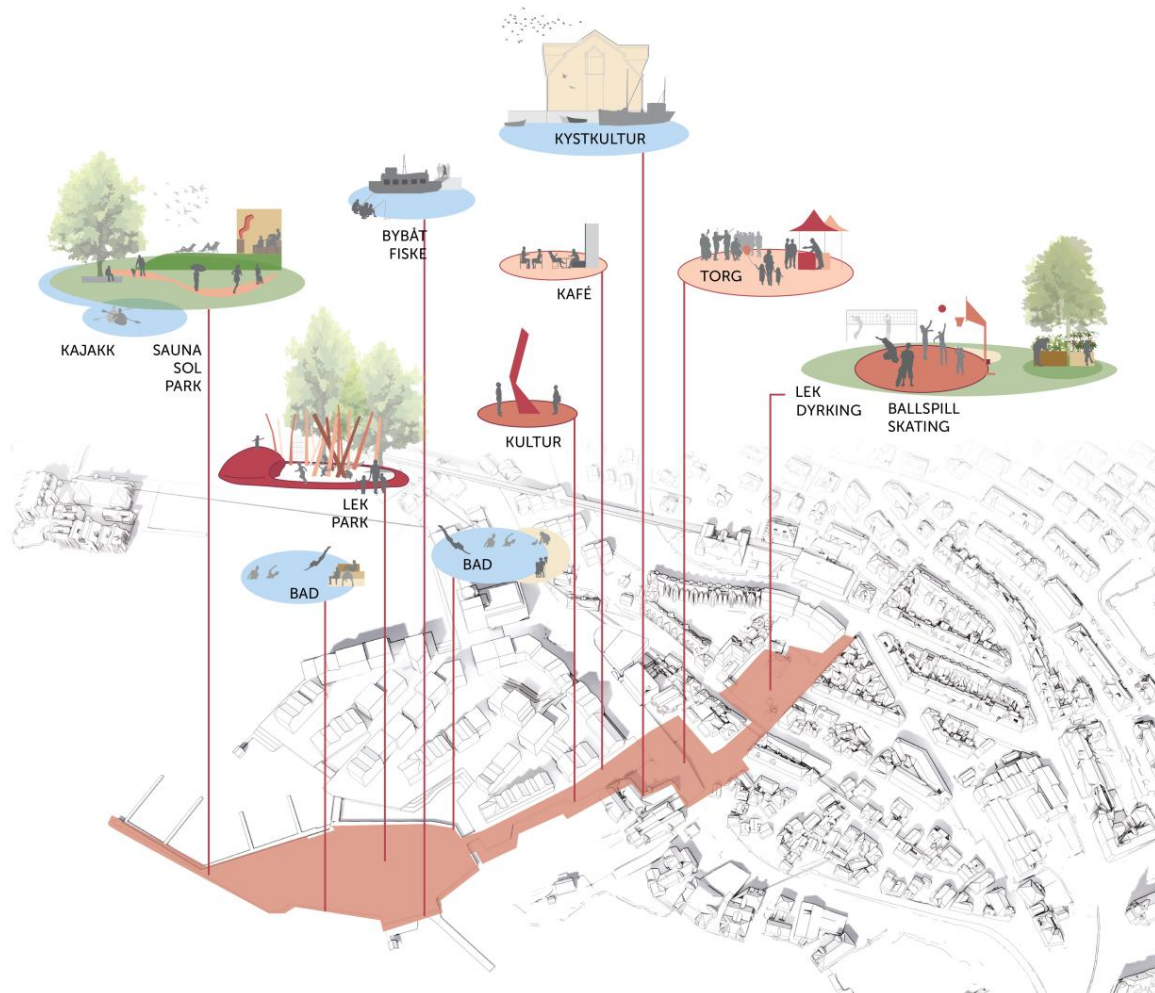 KYSTKULTUR
BYBÅT
FISKE
KAFÉ
TORG
KAJAKK
SAUNA
SOL
PARK
LEK
DYRKING
BALLSPILL
SKATING
KULTUR
LEK
PARK
BAD
BAD